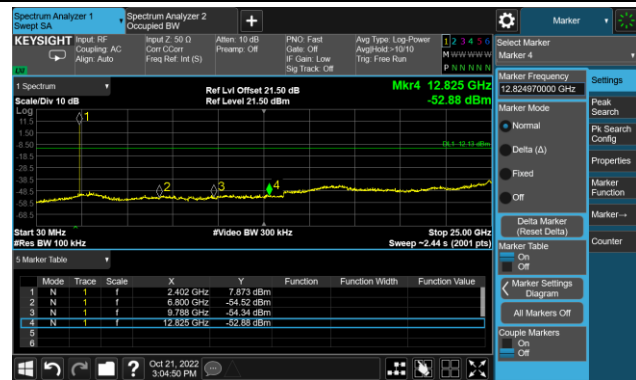 Spectrum Analyzer 1
Swept SA
Spectrum Analyzer 2
Occupied BW
Marker
KEYSIGHT
Input: RF
Coupling: AC
Align: Auto
Input Z: 50 Ω
Corr CCorr
Freq Ref: Int (S)
Atten: 10 dB
Preamp: Off
PNO: Fast
Gate: Off
IF Gain: Low
Sig Track: Off
Avg Type: Log-Power
Avg|Hold:>10/10
Trig: Free Run
1 2 3 4 5 6
M W W W W W
P N N N N N
LW
Select Marker
Marker 4
1 Spectrum
Scale/Div 10 dB
Ref Lvl Offset 21.50 dB
Ref Level 21.50 dBm
Mkr4 12.825 GHz
-52.88 dBm
Log
11.5
1.50
-8.50
-18.5
-28.5
-38.5
-48.5
-58.5
-68.5
1
2
3
4
DL1 -12.13 dBm
Start 30 MHz
#Res BW 100 kHz
#Video BW 300 kHz
Stop 25.00 GHz
Sweep ~2.44 s (2001 pts)
5 Marker Table
Mode Trace Scale X Y Function Function Width Function Value
1 N 1 f 2.402 GHz 7.873 dBm
2 N 1 f 6.800 GHz -54.52 dBm
3 N 1 f 9.788 GHz -54.34 dBm
4 N 1 f 12.825 GHz -52.88 dBm
5
6
Marker Frequency
12.824970000 GHz
Marker Mode
Normal
Delta (Δ)
Fixed
Off
Delta Marker
(Reset Delta)
Marker Table
On
Off
Marker Settings
Diagram
All Markers Off
Couple Markers
On
Off
Settings
Peak
Search
Pk Search
Config
Properties
Marker
Function
Marker→
Counter
?
Oct 21, 2022
3:04:50 PM